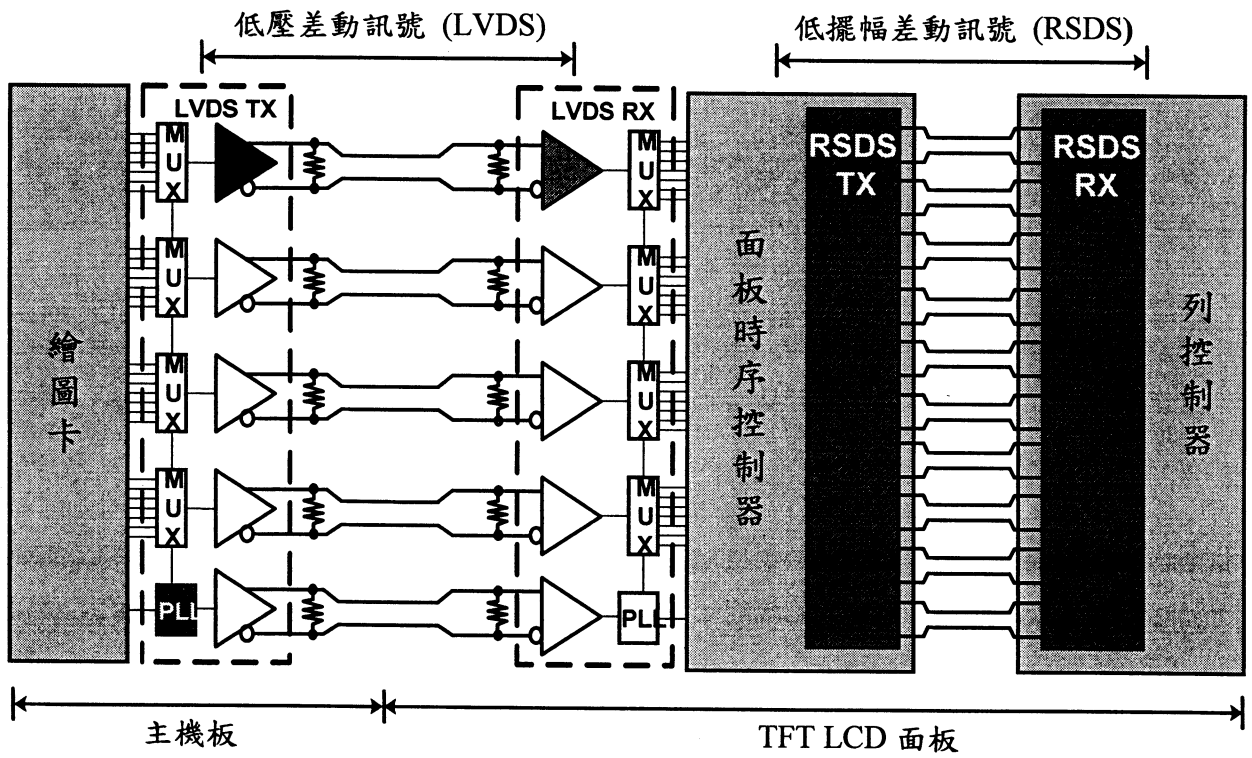 低壓差動訊號 (LVDS)
低擺幅差動訊號 (RSDS)
LVDS TX
LVDS RX
繪圖卡
MUX
MUX
MUX
MUX
PLL
MUX
MUX
MUX
MUX
PLL
面板時序控制器
RSDS
TX
RSDS
RX
列控制器
主機板
TFT LCD 面板